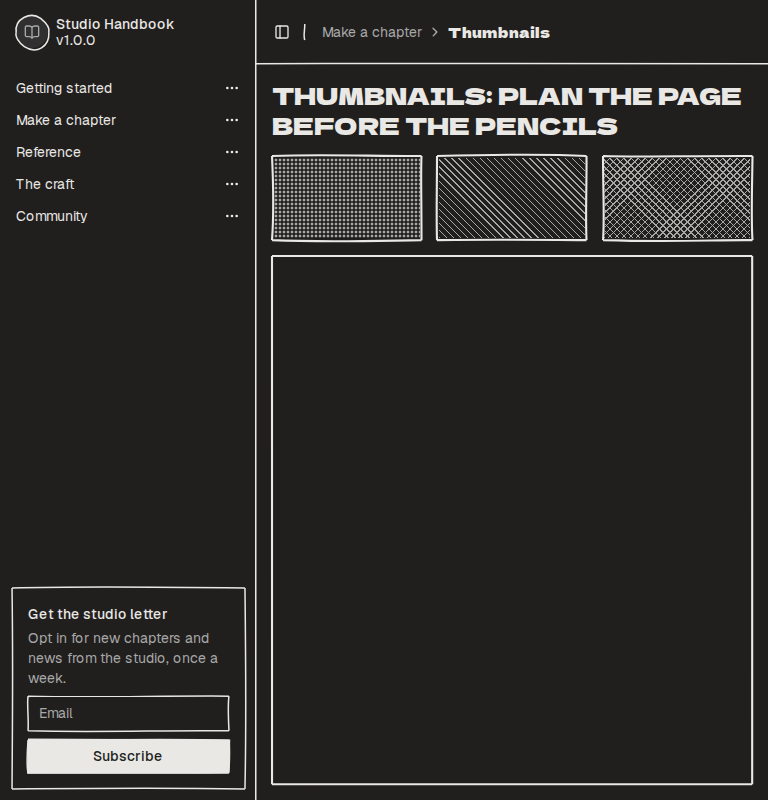 Studio Handbook
v1.0.0
Getting started
Make a chapter
Reference
The craft
Community
Get the studio letter
Opt in for new chapters and
news from the studio, once a
week.
Email
Subscribe
Make a chapter > Thumbnails
THUMBNAILS: PLAN THE PAGE
BEFORE THE PENCILS